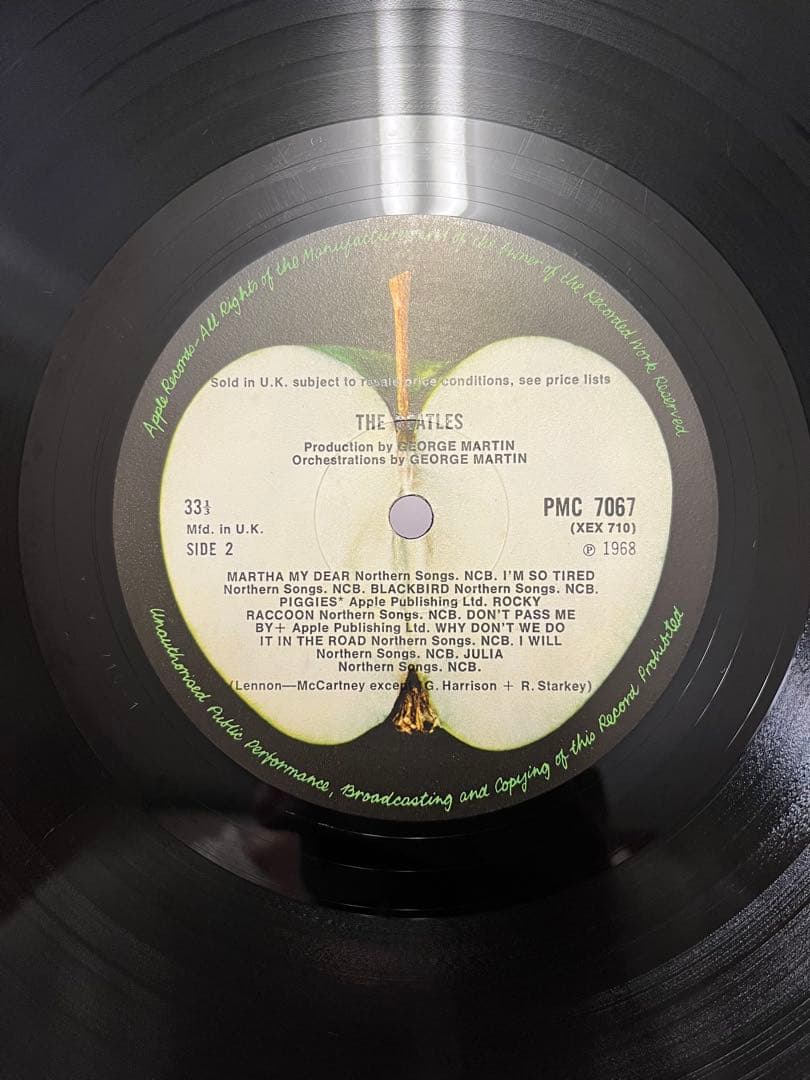 Apple Records-All Rights of the Manufacturer and of the Owner of the Recorded Work Reserved
Sold in U.K. subject to resale price conditions, see price lists
THE BEATLES
Production by GEORGE MARTIN
Orchestrations by GEORGE MARTIN
33⅓
Mfd. in U.K.
SIDE 2
PMC 7067
(XEX 710)
℗ 1968
MARTHA MY DEAR Northern Songs. NCB. I'M SO TIRED
Northern Songs. NCB. BLACKBIRD Northern Songs. NCB.
PIGGIES* Apple Publishing Ltd. ROCKY
RACCOON Northern Songs. NCB. DON'T PASS ME
BY+ Apple Publishing Ltd. WHY DON'T WE DO
IT IN THE ROAD Northern Songs. NCB. I WILL
Northern Songs. NCB. JULIA
Northern Songs. NCB.
(Lennon—McCartney except G. Harrison + R. Starkey)
Unauthorised Public Performance, Broadcasting and Copying of this Record Prohibited